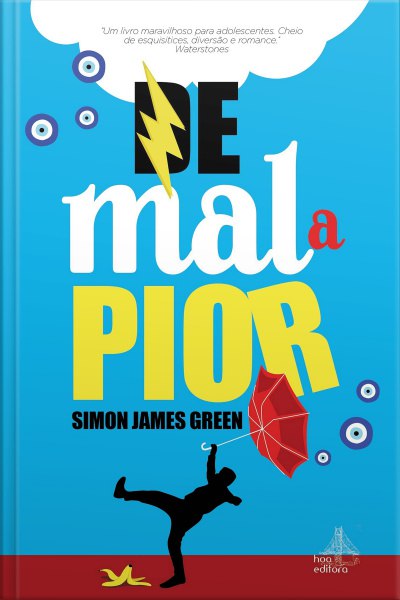 "Um livro maravilhoso para adolescentes. Cheio
de esquisitices, diversão e romance."
Waterstones
DE
mal a
PIOR
SIMON JAMES GREEN
hoo
editora